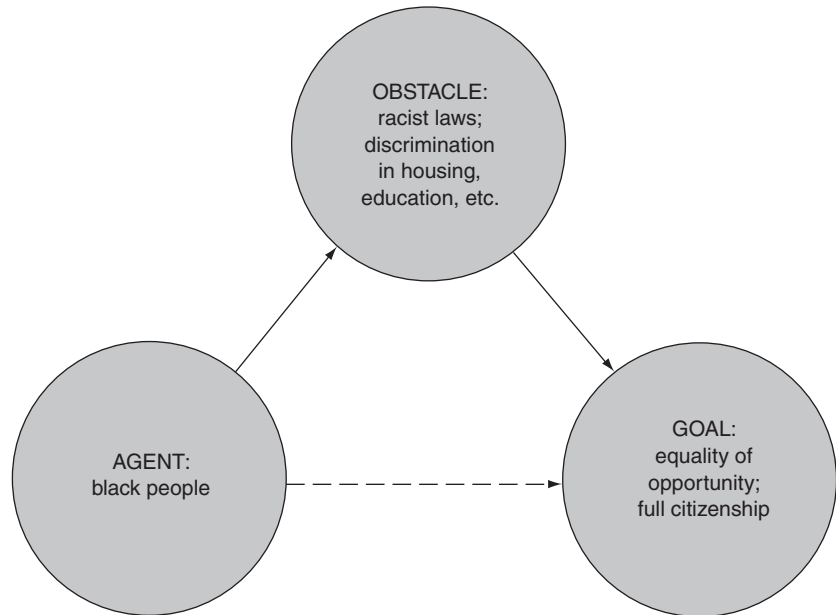 OBSTACLE:
racist laws;
discrimination
in housing,
education, etc.
AGENT:
black people
GOAL:
equality of
opportunity;
full citizenship